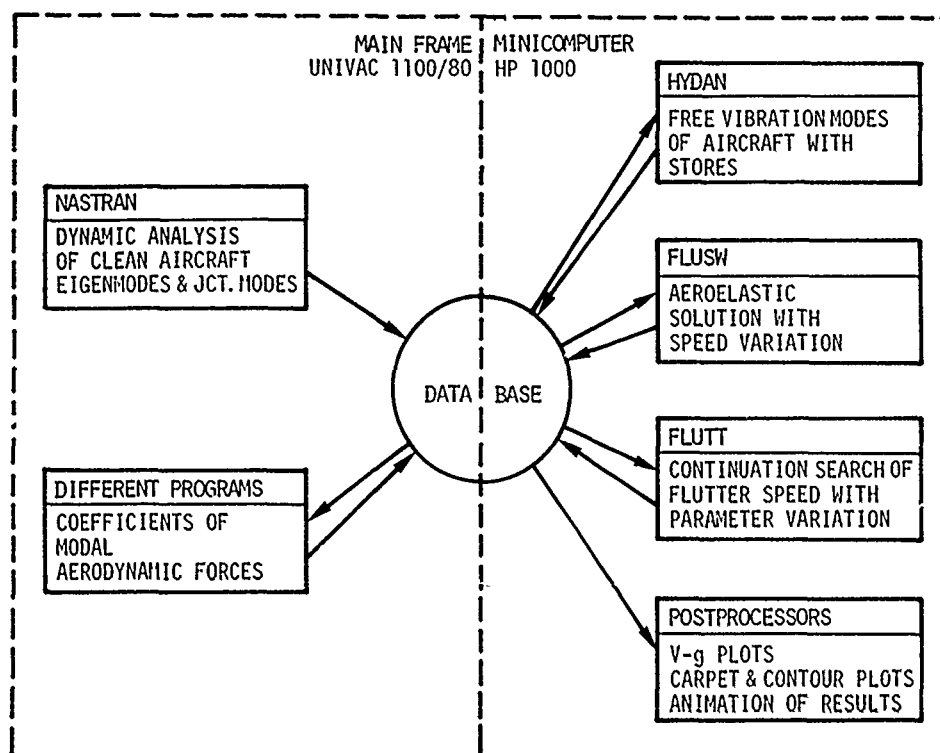 MAIN FRAME
UNIVAC 1100/80
MINICOMPUTER
HP 1000
NASTRAN
DYNAMIC ANALYSIS
OF CLEAN AIRCRAFT
EIGENMODES & JCT. MODES
DIFFERENT PROGRAMS
COEFFICIENTS OF
MODAL
AERODYNAMIC FORCES
DATA BASE
HYDAN
FREE VIBRATION MODES
OF AIRCRAFT WITH
STORES
FLUSW
AEROELASTIC
SOLUTION WITH
SPEED VARIATION
FLUTT
CONTINUATION SEARCH OF
FLUTTER SPEED WITH
PARAMETER VARIATION
POSTPROCESSORS
V-g PLOTS
CARPET & CONTOUR PLOTS
ANIMATION OF RESULTS